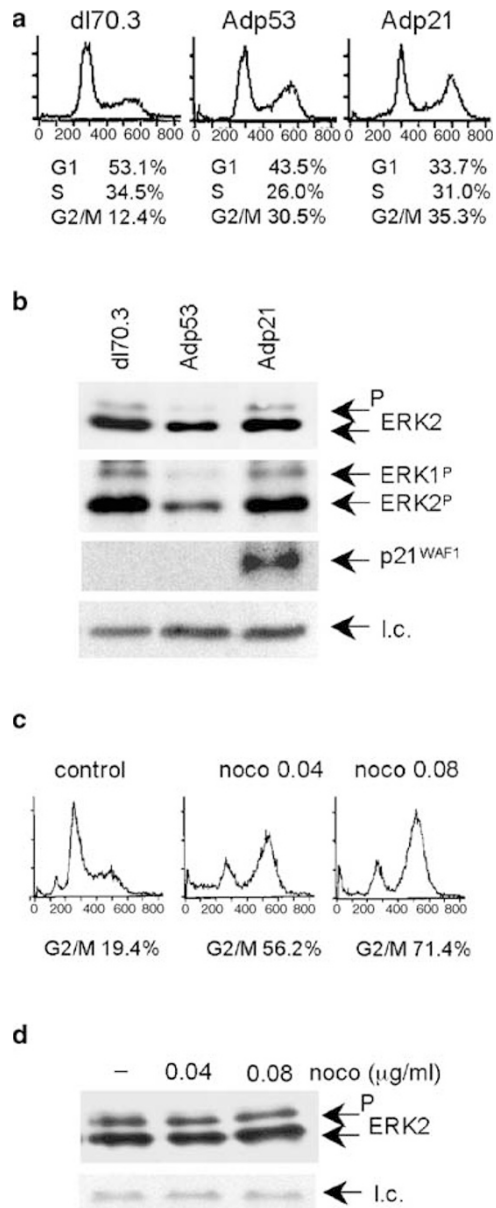 a
dl70.3 Adp53 Adp21
0 200 400 600 800 0 200 400 600 800 0 200 400 600 800
G1 53.1% G1 43.5% G1 33.7%
S 34.5% S 26.0% S 31.0%
G2/M 12.4% G2/M 30.5% G2/M 35.3%
b
dl70.3 Adp53 Adp21
P
ERK2
ERK1P
ERK2P
p21WAF1
l.c.
c
control noco 0.04 noco 0.08
0 200 400 600 800 0 200 400 600 800 0 200 400 600 800
G2/M 19.4% G2/M 56.2% G2/M 71.4%
d
– 0.04 0.08 noco (µg/ml)
P
ERK2
l.c.